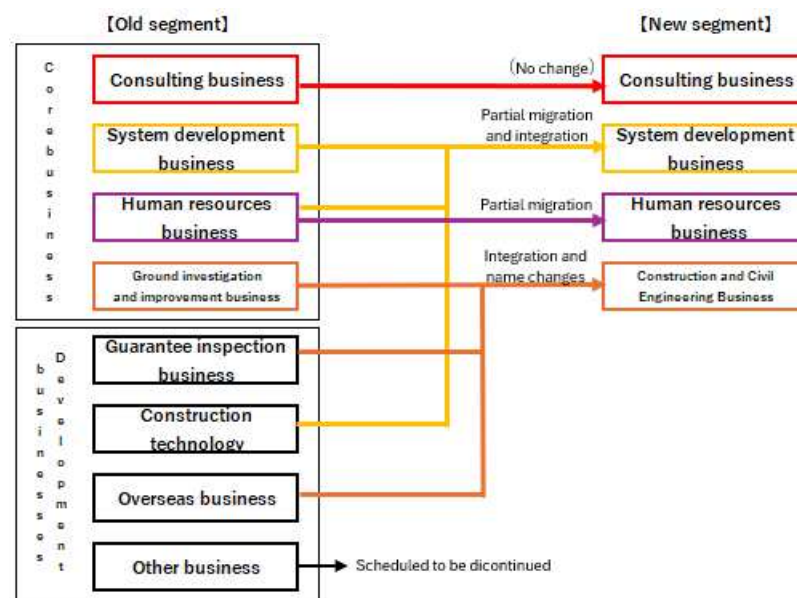 【Old segment】
【New segment】
Core business
Consulting business
(No change)
Consulting business
System development
business
Partial migration
and integration
System development
business
Human resources
business
Partial migration
Human resources
business
Ground investigation
and improvement business
Integration and
name changes
Construction and Civil
Engineering Business
Development
businesses
Guarantee inspection
business
Construction
technology
Overseas business
Other business
Scheduled to be dicontinued